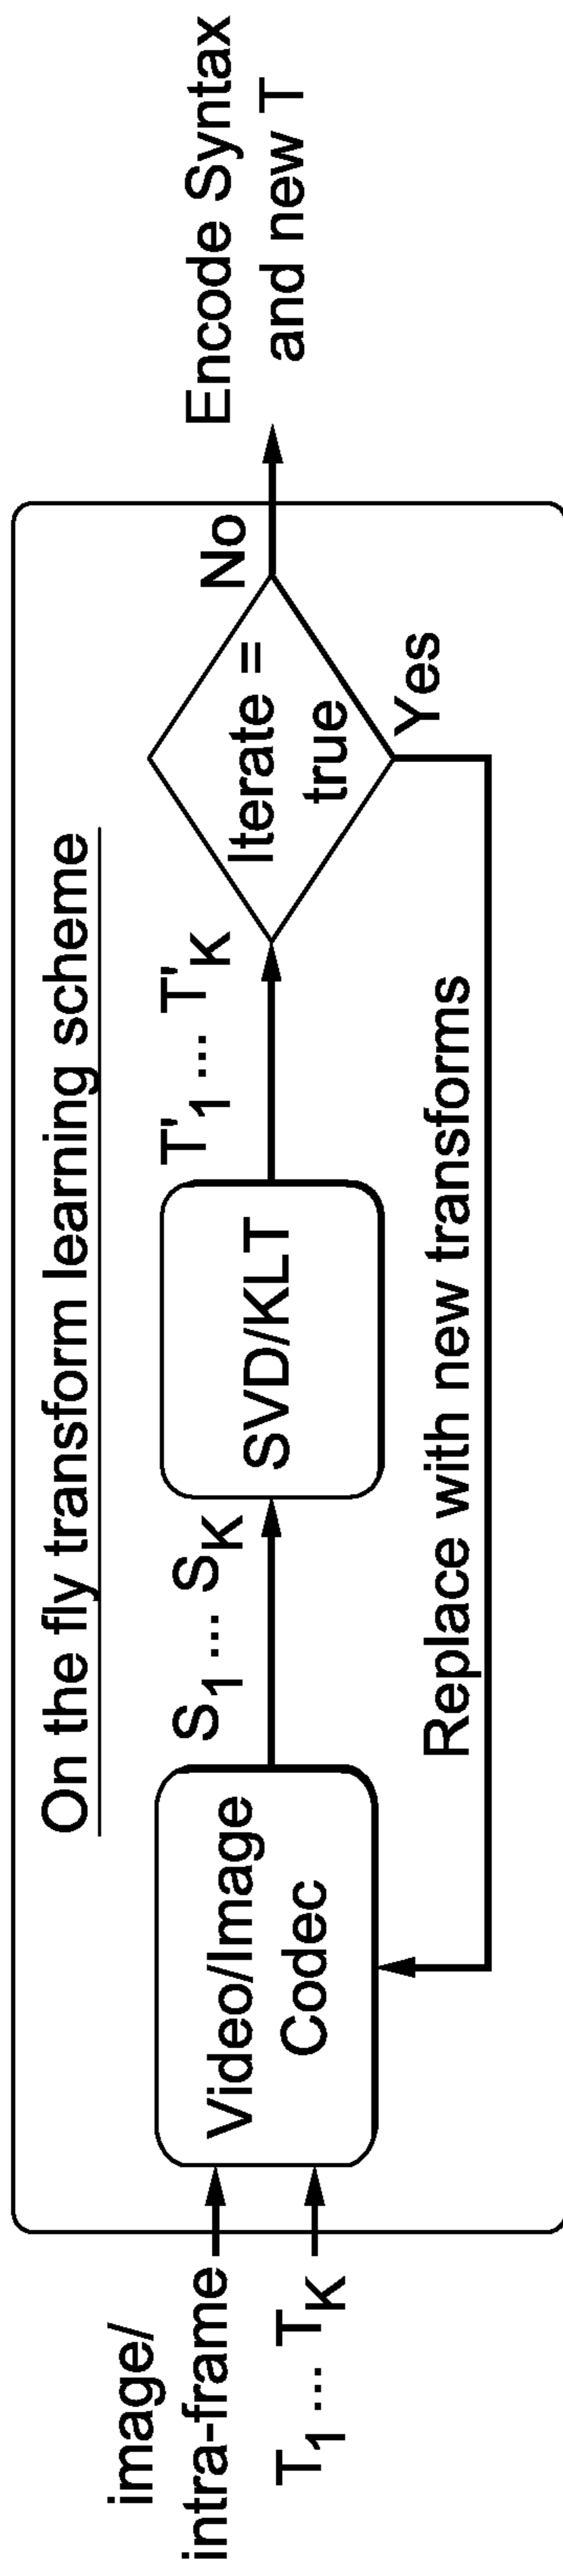 On the fly transform learning scheme
image/
intra-frame
T1 ... TK
Video/Image
Codec
S1 ... SK
SVD/KLT
T'1 ... T'K
Iterate =
true
No
Yes
Encode Syntax
and new T
Replace with new transforms